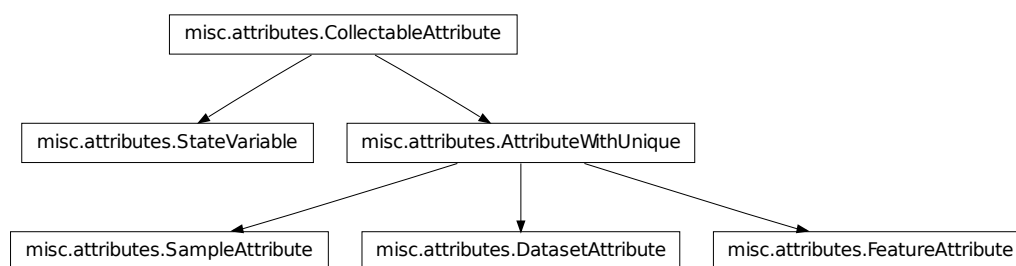 misc.attributes.CollectableAttribute
misc.attributes.StateVariable
misc.attributes.AttributeWithUnique
misc.attributes.SampleAttribute
misc.attributes.DatasetAttribute
misc.attributes.FeatureAttribute